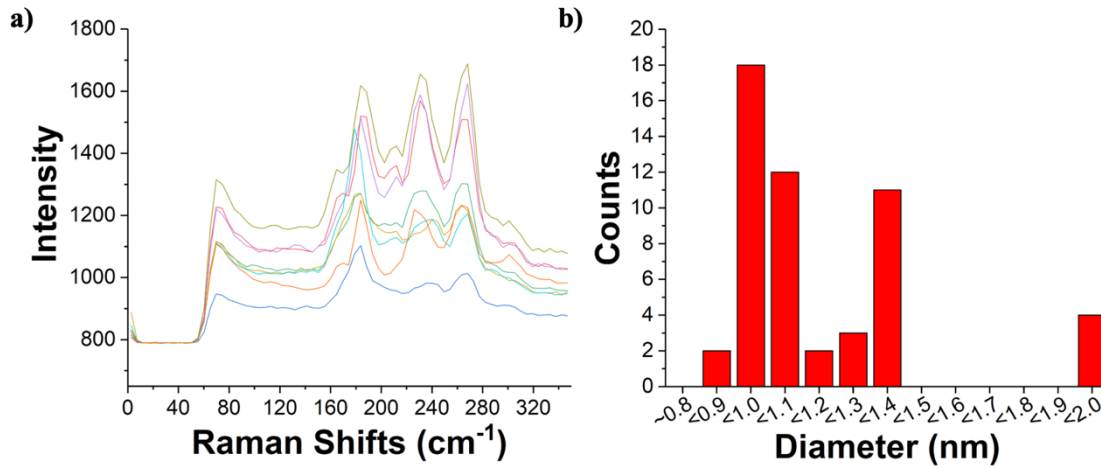 a)
1800
1600
1400
1200
1000
800
Intensity
0 40 80 120 160 200 240 280 320
Raman Shifts (cm⁻¹)
b)
20
18
16
14
12
10
8
6
4
2
0
Counts
~0.8 <0.9 <1.0 <1.1 <1.2 <1.3 <1.4 <1.5 <1.6 <1.7 <1.8 <1.9 <2.0
Diameter (nm)